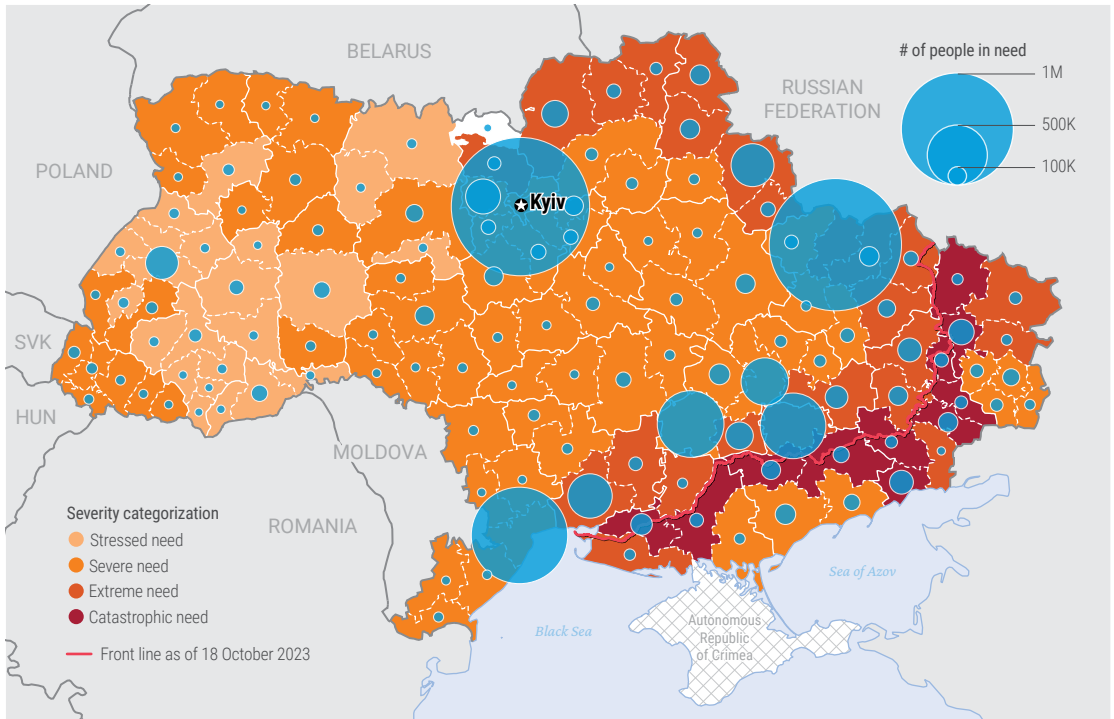 BELARUS
# of people in need
1M
RUSSIAN
FEDERATION
500K
100K
POLAND
Kyiv
SVK
HUN
MOLDOVA
ROMANIA
Severity categorization
Stressed need
Severe need
Extreme need
Catastrophic need
Front line as of 18 October 2023
Sea of Azov
Black Sea
Autonomous
Republic
of Crimea